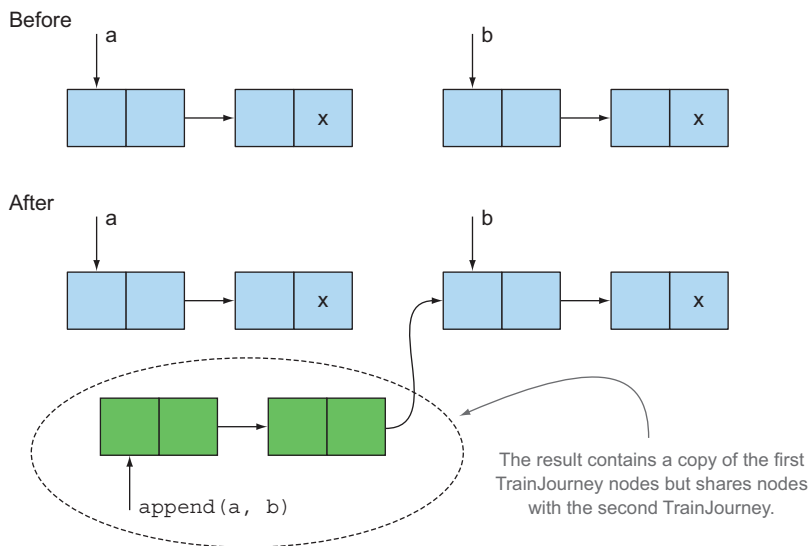 Before
a
b
x
x
After
a
b
x
x
append(a, b)
The result contains a copy of the first
TrainJourney nodes but shares nodes
with the second TrainJourney.